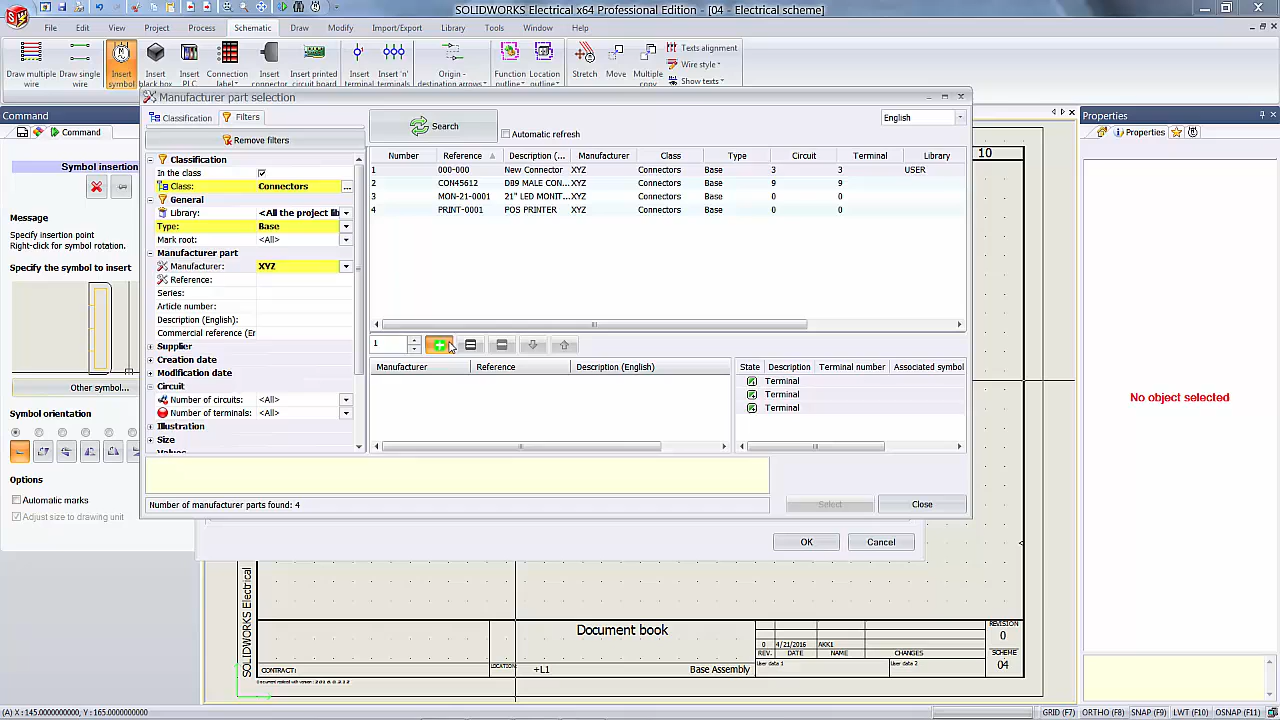 SOLIDWORKS Electrical x64 Professional Edition - [04 - Electrical scheme]
File Edit View Project Process Schematic Draw Modify Import/Export Library Tools Window Help
Draw multiple wire
Draw single wire
Insert symbol
Insert black box
Insert PLC
Connection label
Insert connector
Insert printed circuit board
Insert terminal
Insert 'n' terminals
Origin - destination arrows
Function outline
Location outline
Stretch
Move
Multiple copy
Texts alignment
Wire style
Show texts
Command
Command
Symbol insertion
Message
Specify insertion point
Right-click for symbol rotation.
Specify the symbol to insert
Other symbol...
Symbol orientation
Options
Automatic marks
Adjust size to drawing unit
Manufacturer part selection
Classification Filters
Remove filters
Search
Automatic refresh
English
Classification
In the class
Class: Connectors ...
General
Library: <All the project lib
Type: Base
Mark root: <All>
Manufacturer part
Manufacturer: XYZ
Reference:
Series:
Article number:
Description (English):
Commercial reference (Er
Supplier
Creation date
Modification date
Circuit
Number of circuits: <All>
Number of terminals: <All>
Illustration
Size
Number Reference Description (... Manufacturer Class Type Circuit Terminal Library
1 000-000 New Connector XYZ Connectors Base 3 3 USER
2 CON45612 DB9 MALE CON... XYZ Connectors Base 9 9
3 MON-21-0001 21" LED MONIT... XYZ Connectors Base 0 0
4 PRINT-0001 POS PRINTER XYZ Connectors Base 0 0
1
Manufacturer Reference Description (English)
State Description Terminal number Associated symbol
Terminal
Terminal
Terminal
Number of manufacturer parts found: 4
Select Close
OK Cancel
10
SOLIDWORKS Electrical
Document book
CONTRACT:
LOCATION:
+L1 Base Assembly
0 4/21/2016 AKK1
REV. DATE NAME CHANGES
User data 1 User data 2
REVISION
0
SCHEME
04
Properties
Properties
No object selected
(A) X: 145.0000000000, Y : 165.0000000000
GRID (F7) ORTHO (F8) SNAP (F9) LWT (F10) OSNAP (F11)